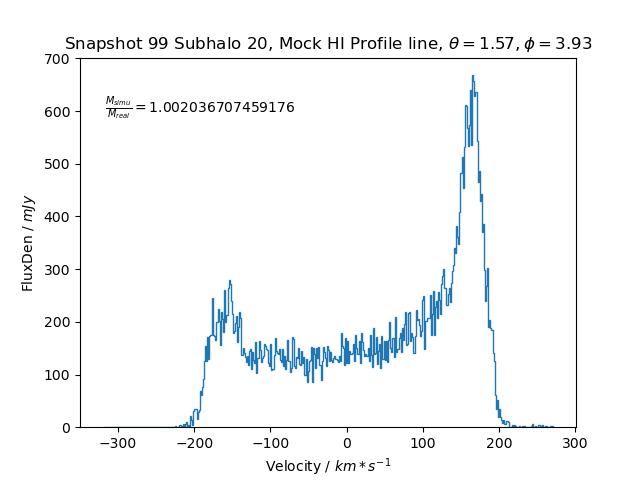 Snapshot 99 Subhalo 20, Mock HI Profile line, θ = 1.57, ϕ = 3.93
700
600
500
400
300
200
100
0
FluxDen / mJy
M_simu/M_real = 1.002036707459176
−300 −200 −100 0 100 200 300
Velocity / km * s⁻¹